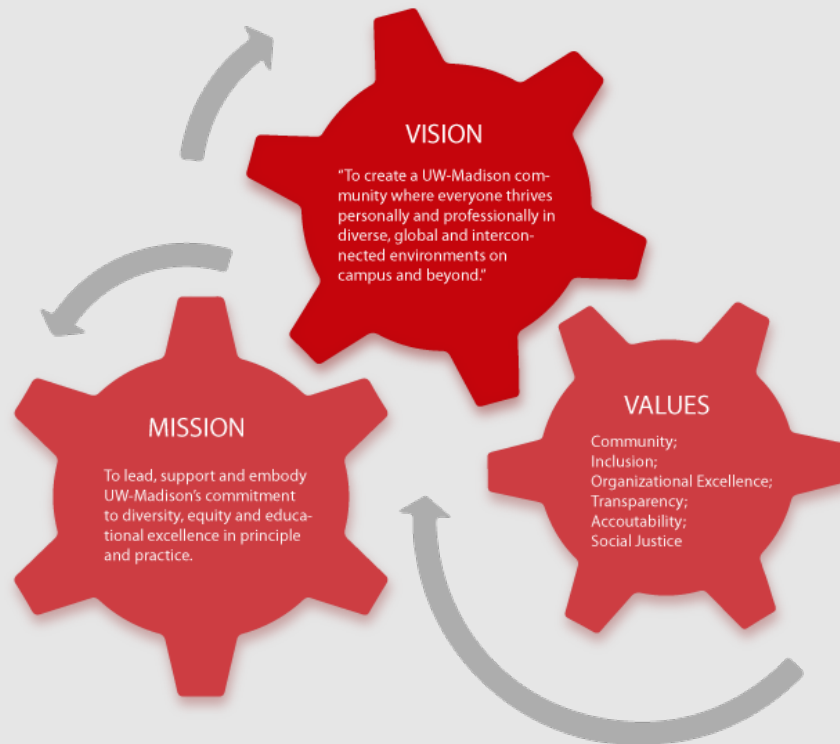 VISION
"To create a UW-Madison com-
munity where everyone thrives
personally and professionally in
diverse, global and intercon-
nected environments on
campus and beyond."
MISSION
To lead, support and embody
UW-Madison's commitment
to diversity, equity and educa-
tional excellence in principle
and practice.
VALUES
Community;
Inclusion;
Organizational Excellence;
Transparency;
Accoutability;
Social Justice